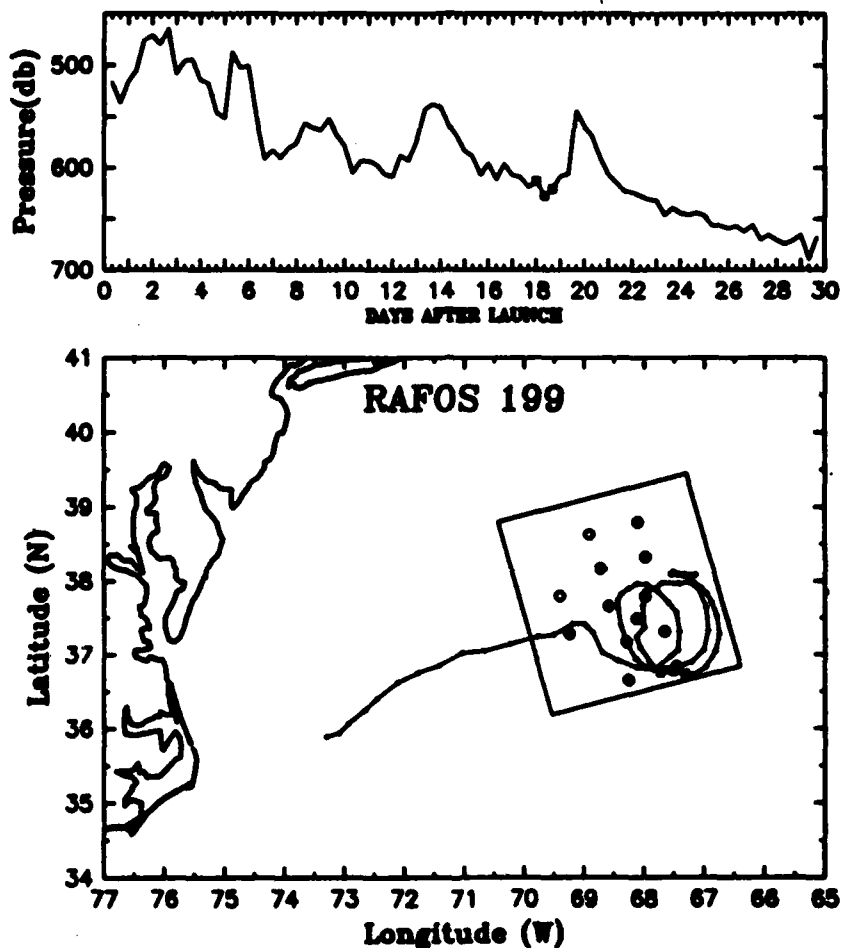 Pressure(db)
500
600
700
0 2 4 6 8 10 12 14 16 18 20 22 24 26 28 30
DAYS AFTER LAUNCH
RAFOS 199
Latitude (N)
41
40
39
38
37
36
35
34
77 76 75 74 73 72 71 70 69 68 67 66 65
Longitude (W)